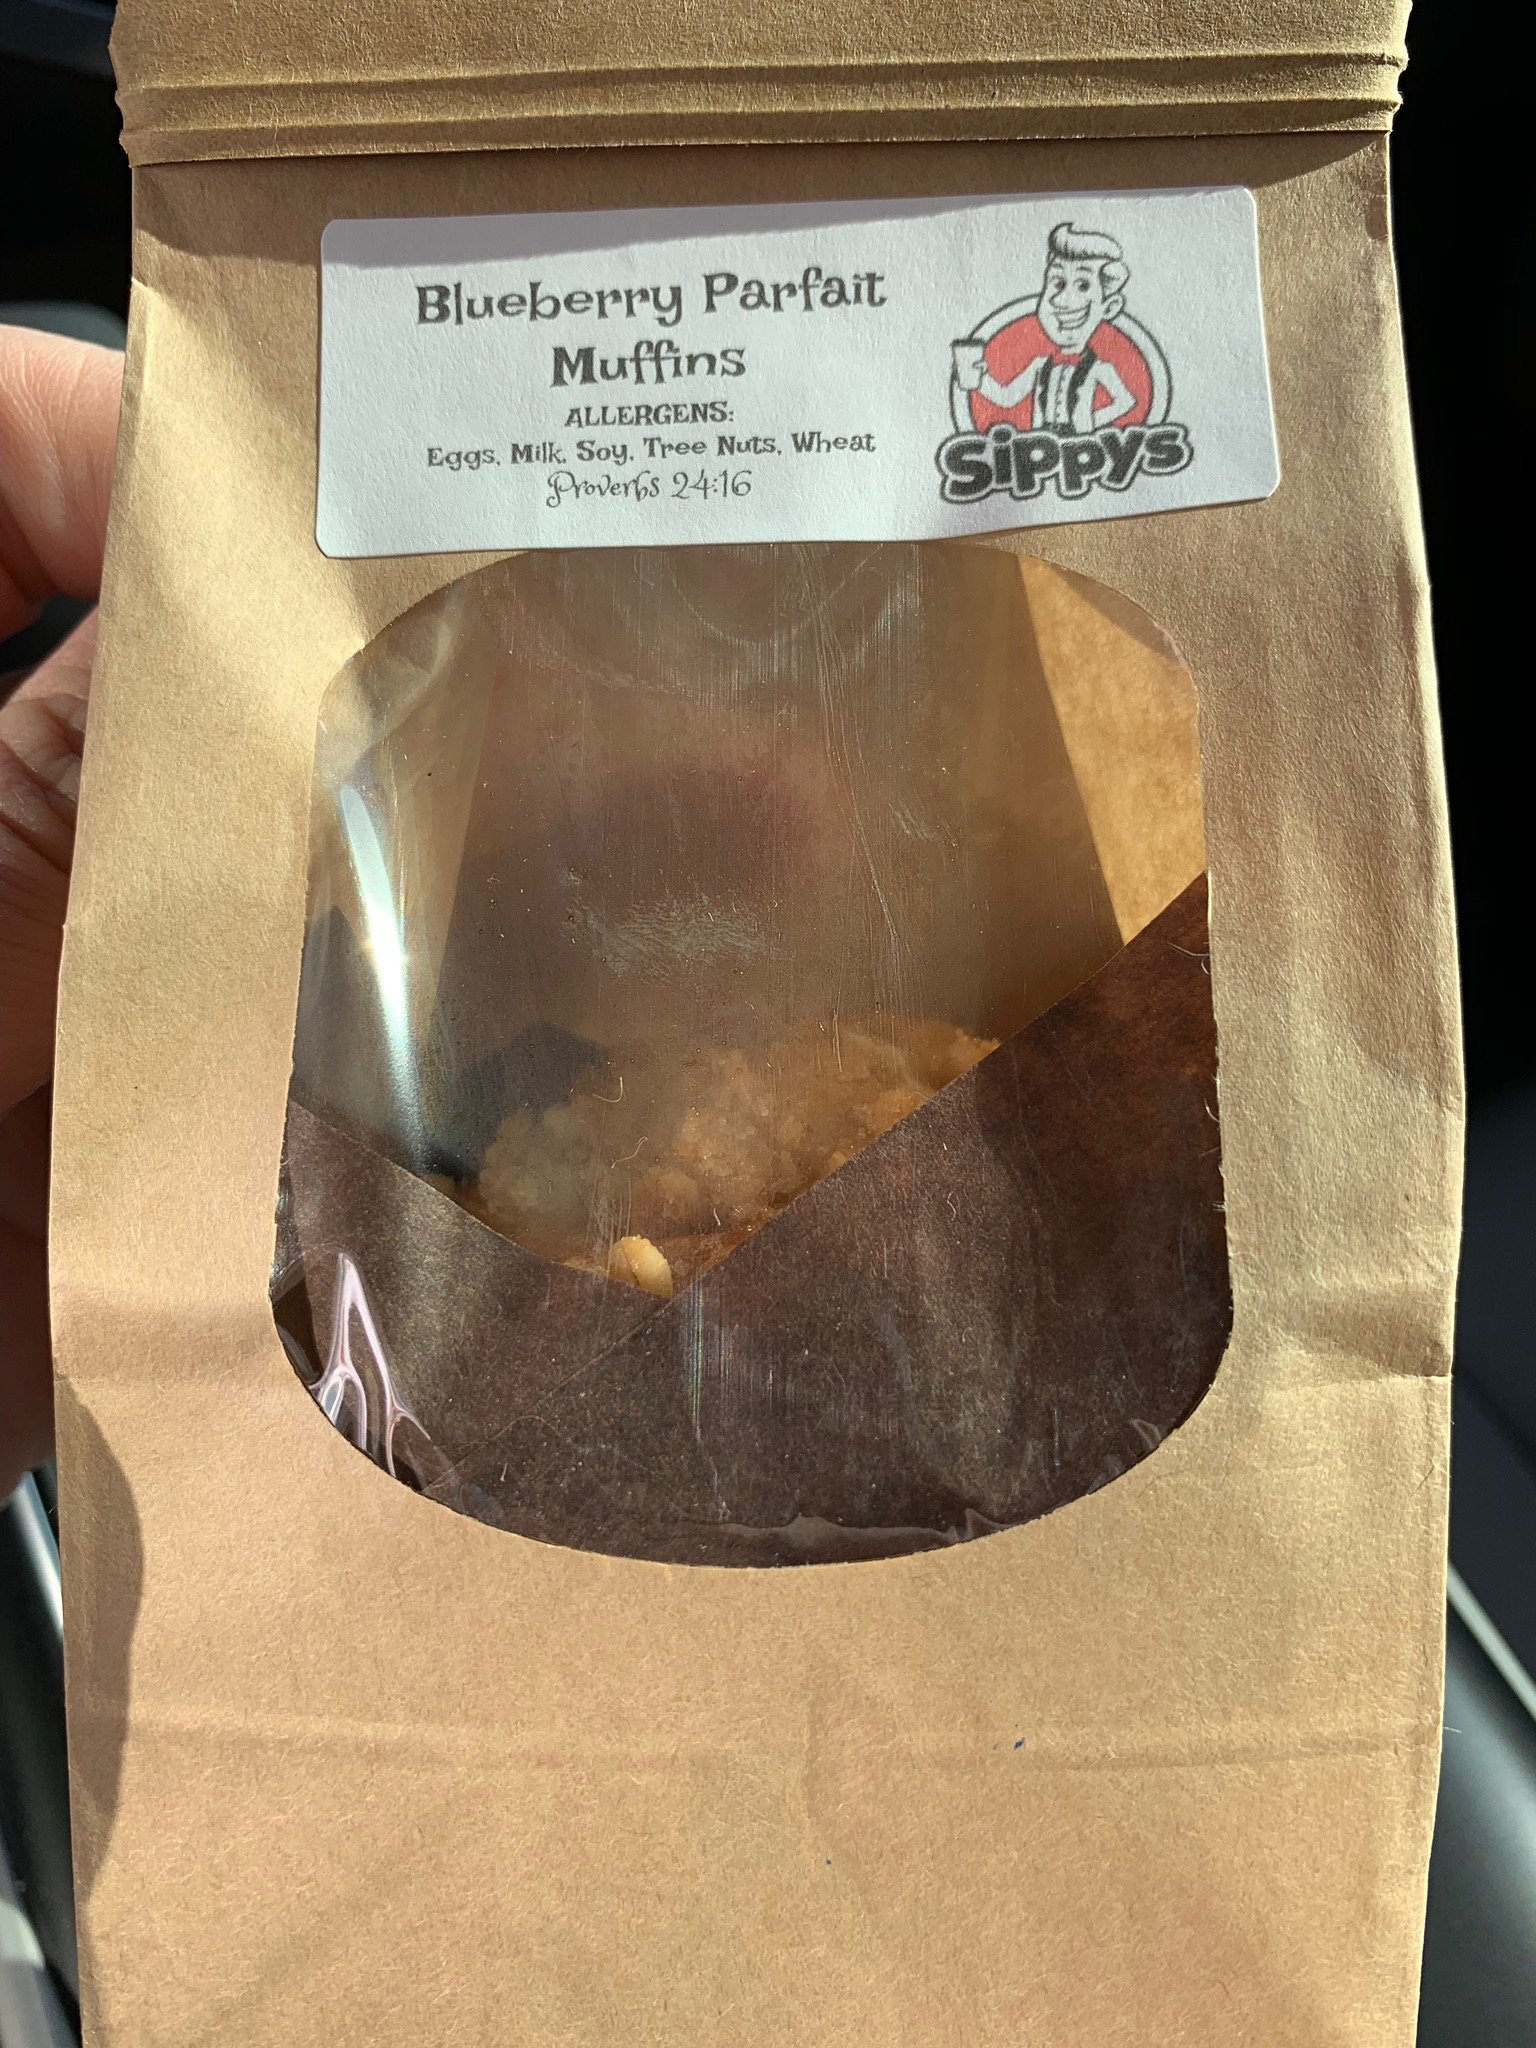 Blueberry Parfait
Muffins
ALLERGENS:
Eggs, Milk, Soy, Tree Nuts, Wheat
Proverbs 24:16
SiPPYS